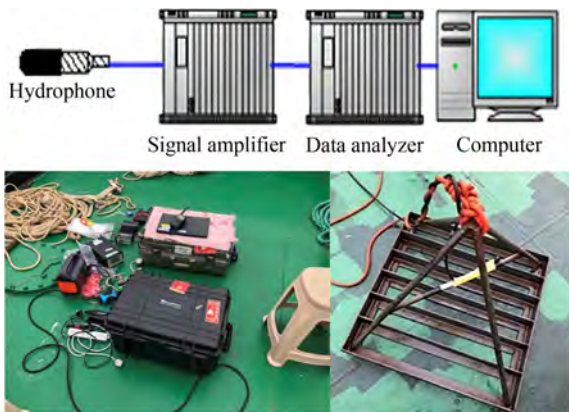 Hydrophone
Signal amplifier
Data analyzer
Computer